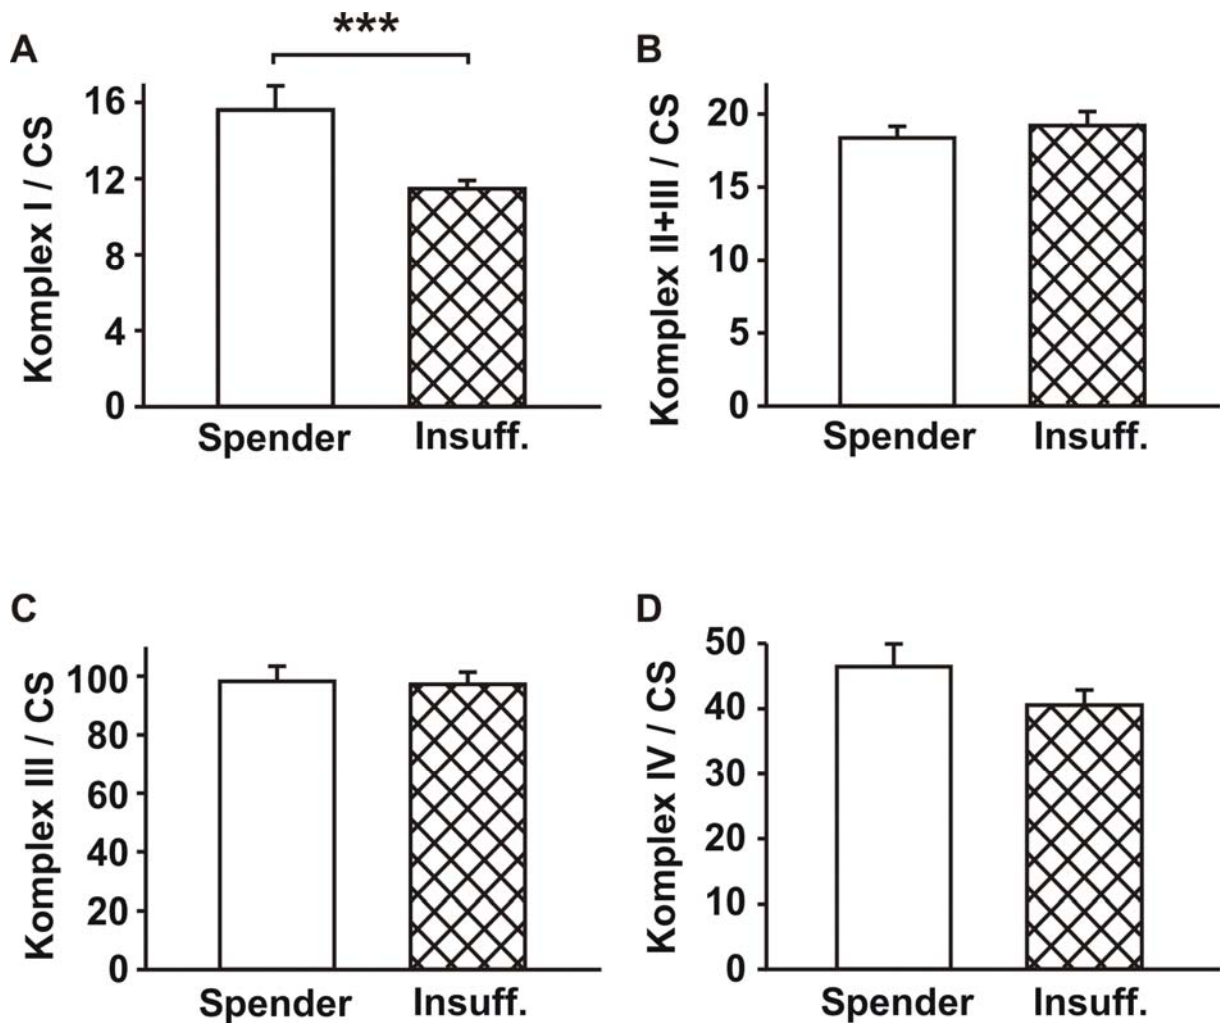 A
***
Komplex I / CS
16
12
8
4
0
Spender Insuff.
B
Komplex II+III / CS
20
15
10
5
0
Spender Insuff.
C
Komplex III / CS
100
80
60
40
20
0
Spender Insuff.
D
Komplex IV / CS
50
40
30
20
10
0
Spender Insuff.